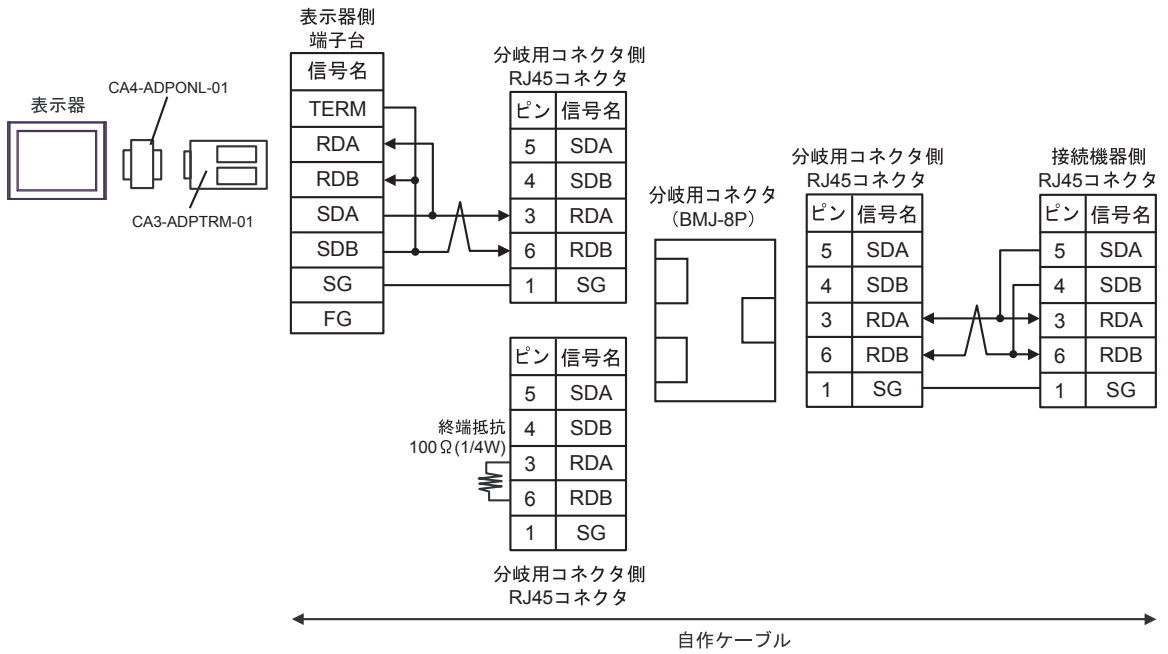 表示器
CA4-ADPONL-01
CA3-ADPTRM-01
表示器側
端子台
信号名
TERM
RDA
RDB
SDA
SDB
SG
FG
分岐用コネクタ側
RJ45コネクタ
ピン 信号名
5 SDA
4 SDB
3 RDA
6 RDB
1 SG
終端抵抗
100Ω(1/4W)
ピン 信号名
5 SDA
4 SDB
3 RDA
6 RDB
1 SG
分岐用コネクタ側
RJ45コネクタ
分岐用コネクタ
（BMJ-8P）
分岐用コネクタ側
RJ45コネクタ
ピン 信号名
5 SDA
4 SDB
3 RDA
6 RDB
1 SG
接続機器側
RJ45コネクタ
ピン 信号名
5 SDA
4 SDB
3 RDA
6 RDB
1 SG
自作ケーブル